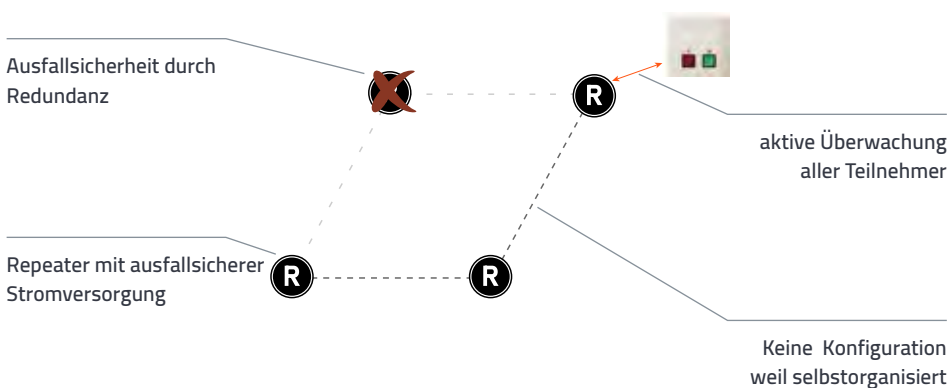 Ausfallsicherheit durch
Redundanz
R
aktive Überwachung
aller Teilnehmer
Repeater mit ausfallsicherer
Stromversorgung
R
R
Keine Konfiguration
weil selbstorganisiert